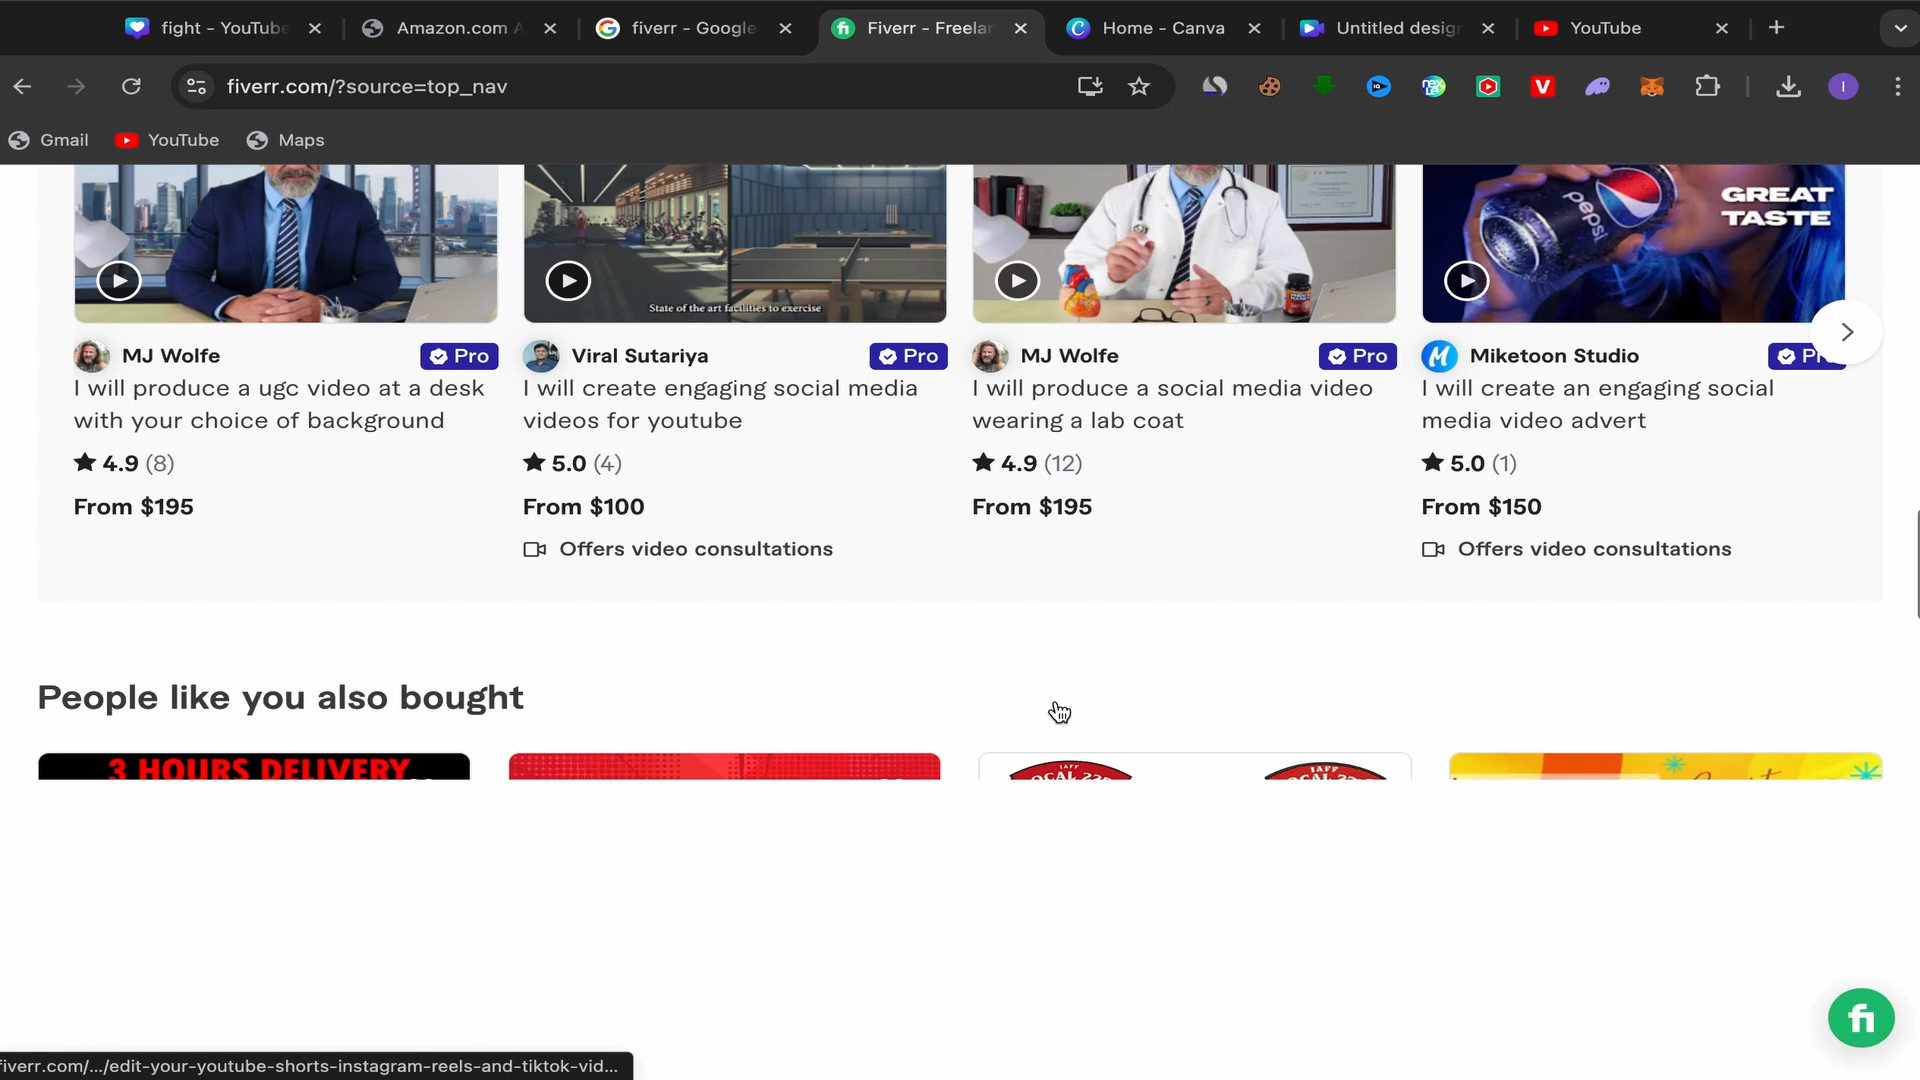 fight - YouTube
Amazon.com A
fiverr - Google
Fiverr - Freelan
Home - Canva
Untitled design
YouTube
fiverr.com/?source=top_nav
Gmail
YouTube
Maps
State of the art facilities to exercise
pepsi
GREAT
TASTE
MJ Wolfe
Pro
Viral Sutariya
Pro
MJ Wolfe
Pro
Miketoon Studio
I will produce a ugc video at a desk
with your choice of background
I will create engaging social media
videos for youtube
I will produce a social media video
wearing a lab coat
I will create an engaging social
media video advert
4.9 (8)
5.0 (4)
4.9 (12)
5.0 (1)
From $195
From $100
From $195
From $150
Offers video consultations
Offers video consultations
People like you also bought
3 HOURS DELIVERY
IAFF
IAFF
fi
fiverr.com/.../edit-your-youtube-shorts-instagram-reels-and-tiktok-vid...